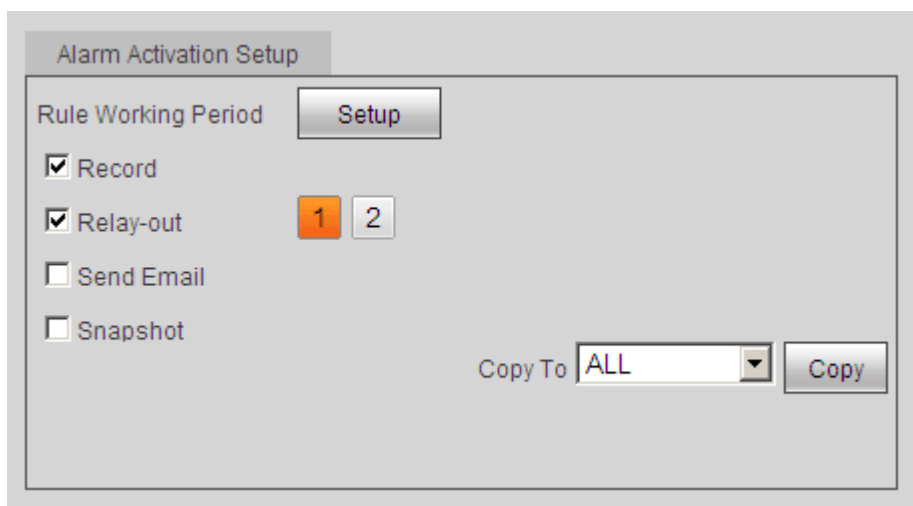 Alarm Activation Setup
Rule Working Period Setup
Record
Relay-out 1 2
Send Email
Snapshot
Copy To ALL Copy